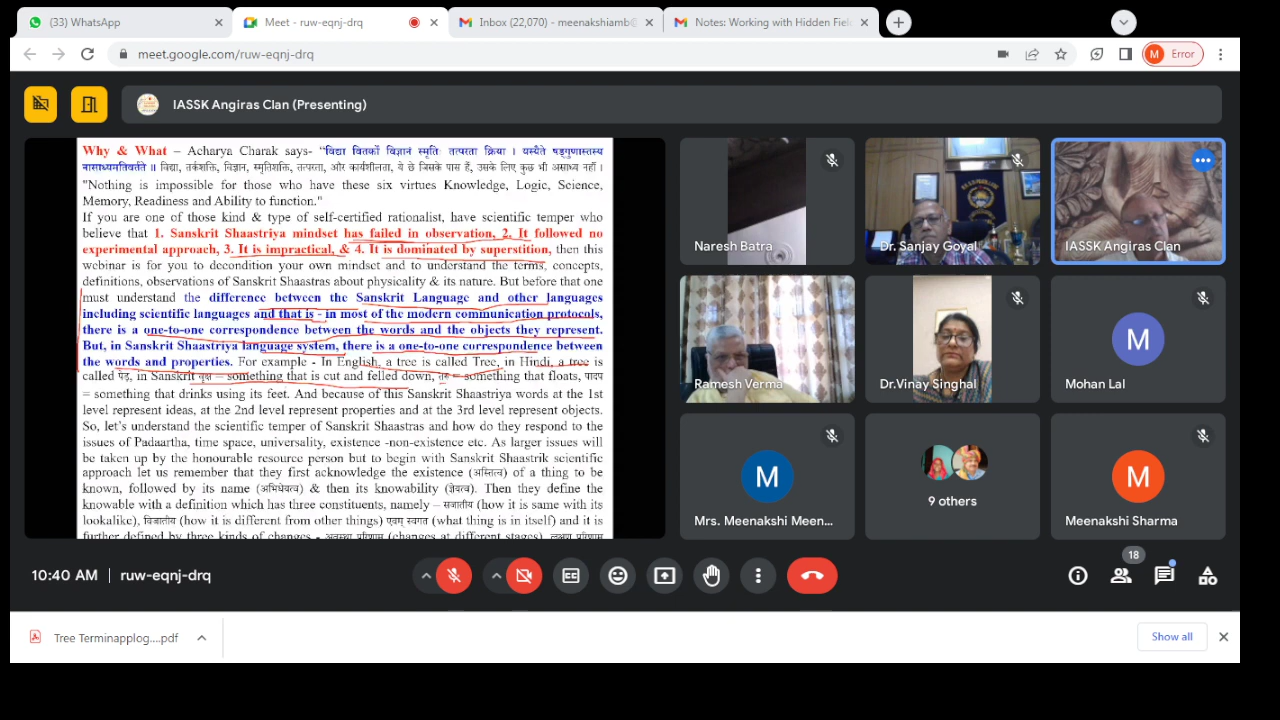 (33) WhatsApp
Meet - ruw-eqnj-drq
Inbox (22,070) - meenakshiamb@
Notes: Working with Hidden Fiel
meet.google.com/ruw-eqnj-drq
M Error
IASSK Angiras Clan (Presenting)
Why & What – Acharya Charak says- “विद्या वितर्को विज्ञानं स्मृति तत्परता क्रिया । यस्यैते षड्गुणास्तस्य
नासाध्यमतिवर्तते ॥ विद्या, तर्कशक्ति, विज्ञान, स्मृतिशक्ति, तत्परता, और कार्यशीलता, ये छे जिसके पास हैं, उसके लिए कुछ भी असाध्य नहीं ।
"Nothing is impossible for those who have these six virtues Knowledge, Logic, Science,
Memory, Readiness and Ability to function."
If you are one of those kind & type of self-certified rationalist, have scientific temper who
believe that 1. Sanskrit Shaastriya mindset has failed in observation, 2. It followed no
experimental approach, 3. It is impractical, & 4. It is dominated by superstition, then this
webinar is for you to decondition your own mindset and to understand the terms, concepts,
definitions, observations of Sanskrit Shaastras about physicality & its nature. But before that one
must understand the difference between the Sanskrit Language and other languages
including scientific languages and that is - in most of the modern communication protocols,
there is a one-to-one correspondence between the words and the objects they represent.
But, in Sanskrit Shaastriya language system, there is a one-to-one correspondence between
the words and properties. For example - In English, a tree is called Tree, in Hindi, a tree is
called पेड़, in Sanskrit वृक्ष = something that is cut and felled down, तरु = something that floats, पादप
= something that drinks using its feet. And because of this Sanskrit Shaastriya words at the 1st
level represent ideas, at the 2nd level represent properties and at the 3rd level represent objects.
So, let's understand the scientific temper of Sanskrit Shaastras and how do they respond to the
issues of Padaartha, time space, universality, existence -non-existence etc. As larger issues will
be taken up by the honourable resource person but to begin with Sanskrit Shaastrik scientific
approach let us remember that they first acknowledge the existence (अस्तित्व) of a thing to be
known, followed by its name (अभिधेयत्व) & then its knowability (ज्ञेयत्व). Then they define the
knowable with a definition which has three constituents, namely – सजातीय (how it is same with its
lookalike), विजातीय (how it is different from other things) एवम् स्वगत (what thing is in itself) and it is
further defined by three kinds of changes - अवस्था परिणाम (changes at different stages), लक्षण परिणाम
Naresh Batra
Dr. Sanjay Goyal
IASSK Angiras Clan
Ramesh Verma
Dr.Vinay Singhal
M
Mohan Lal
M
Mrs. Meenakshi Meen...
9 others
M
Meenakshi Sharma
10:40 AM | ruw-eqnj-drq
18
Tree Terminapplog....pdf
Show all